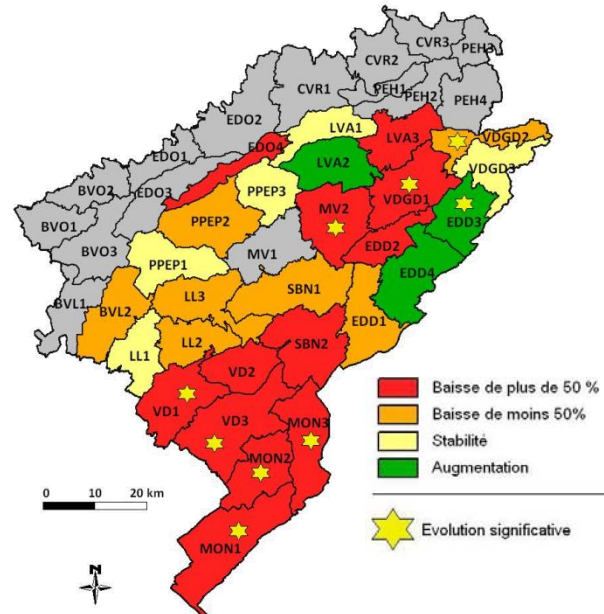 CVR3
PEH3
CVR2
CVR1
PEH1
PEH2
PEH4
EDO2
LVA1
LVA3
VDGD2
EDO4
EDO1
LVA2
VDGD3
BVO2
EDO3
PPEP3
VDGD1
MV2
EDD3
BVO1
PPEP2
BVO3
MV1
EDD2
PPEP1
EDD4
BVL1
BVL2
LL3
SBN1
EDD1
LL1
LL2
SBN2
VD2
VD1
VD3
MON3
MON2
MON1
Baisse de plus de 50 %
Baisse de moins 50%
Stabilité
Augmentation
Evolution significative
0 10 20 km
N